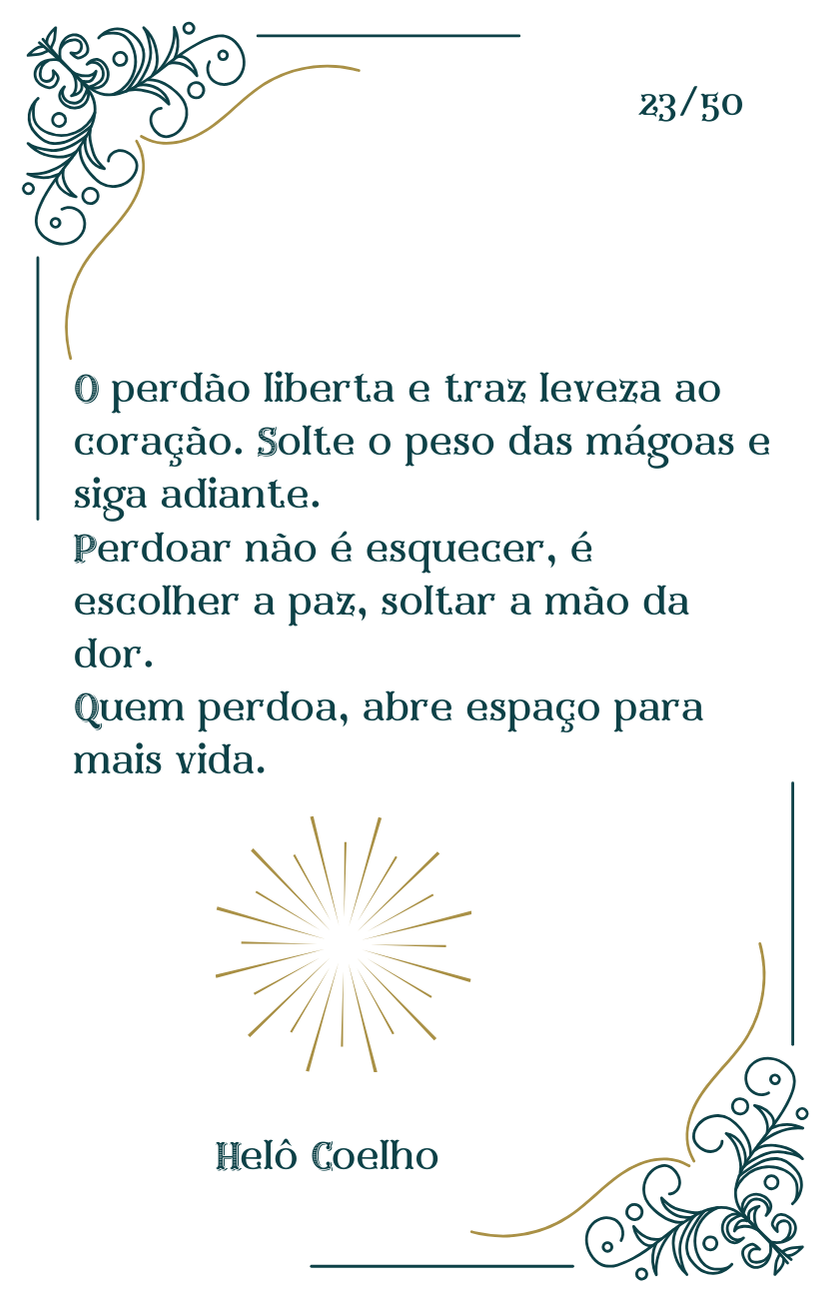 23/50
O perdão liberta e traz leveza ao
coração. Solte o peso das mágoas e
siga adiante.
Perdoar não é esquecer, é
escolher a paz, soltar a mão da
dor.
Quem perdoa, abre espaço para
mais vida.
Helô Coelho